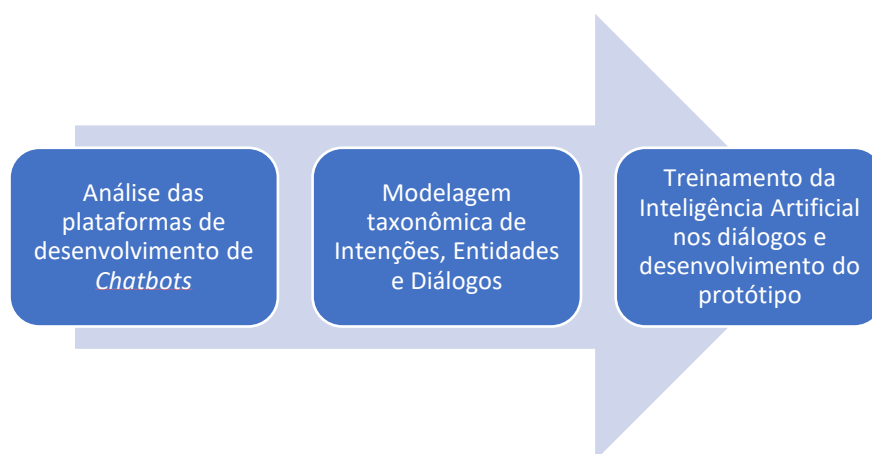 Análise das
plataformas de
desenvolvimento de
Chatbots
Modelagem
taxonômica de
Intenções, Entidades
e Diálogos
Treinamento da
Inteligência Artificial
nos diálogos e
desenvolvimento do
protótipo